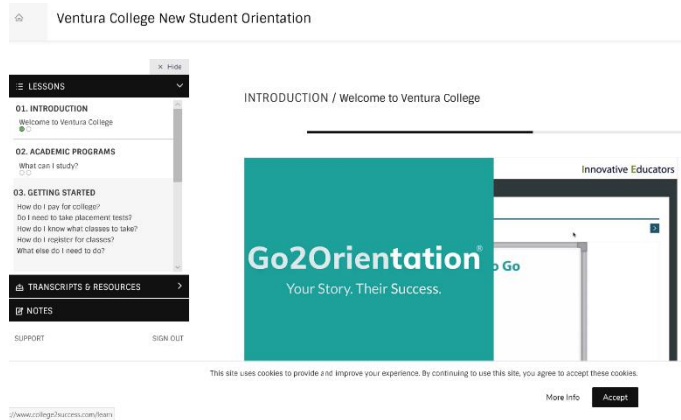 Ventura College New Student Orientation
× Hide
LESSONS
01. INTRODUCTION
Welcome to Ventura College
02. ACADEMIC PROGRAMS
What can I study?
03. GETTING STARTED
How do I pay for college?
Do I need to take placement tests?
How do I know what classes to take?
How do I register for classes?
What else do I need to do?
TRANSCRIPTS & RESOURCES
NOTES
SUPPORT
SIGN OUT
INTRODUCTION / Welcome to Ventura College
Innovative Educators
Go2Orientation®
Your Story. Their Success.
o Go
This site uses cookies to provide and improve your experience. By continuing to use this site, you agree to accept these cookies.
More Info
Accept
://www.college2success.com/learn